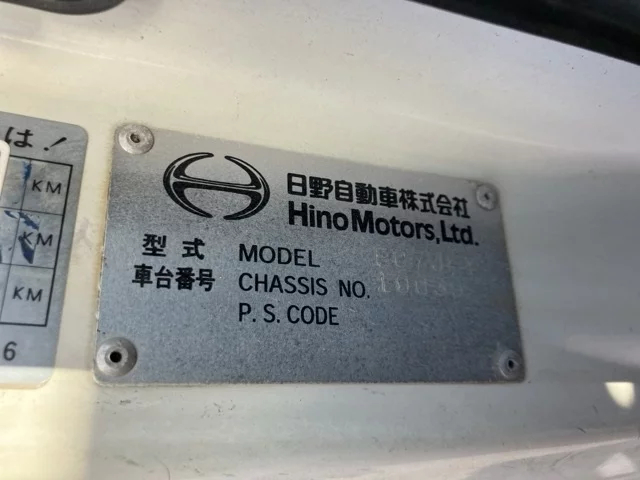 は!
KM
KM
KM
6
日野自動車株式会社
Hino Motors, Ltd.
型式 MODEL
車台番号 CHASSIS NO.
P.S. CODE